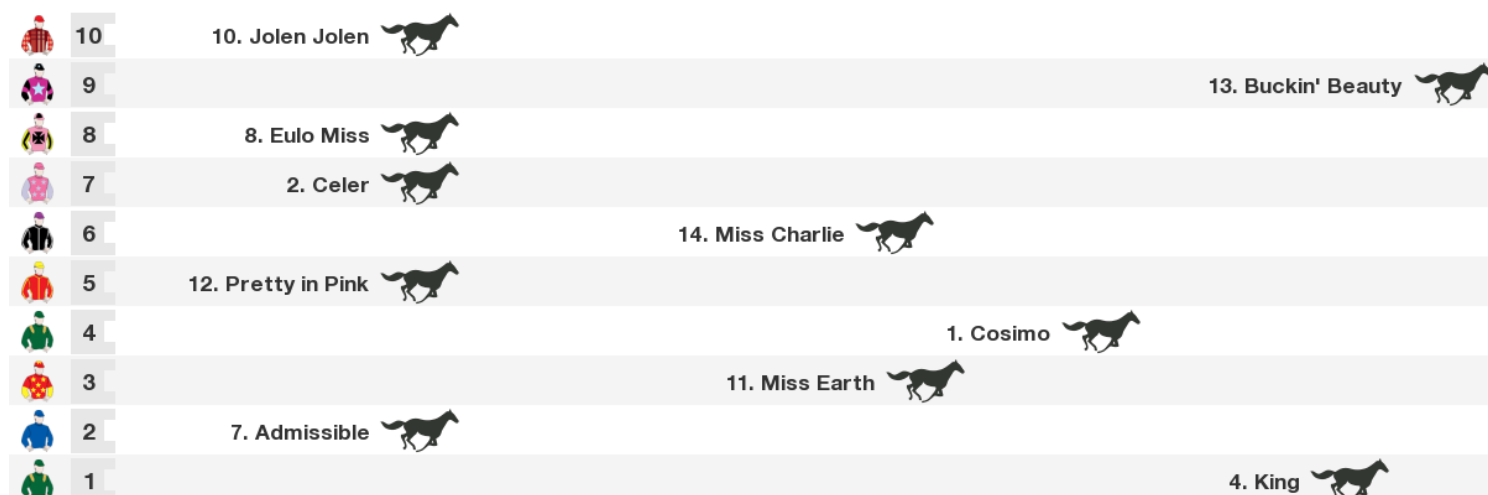 10 10. Jolen Jolen
9 13. Buckin' Beauty
8 8. Eulo Miss
7 2. Celer
6 14. Miss Charlie
5 12. Pretty in Pink
4 1. Cosimo
3 11. Miss Earth
2 7. Admissible
1 4. King